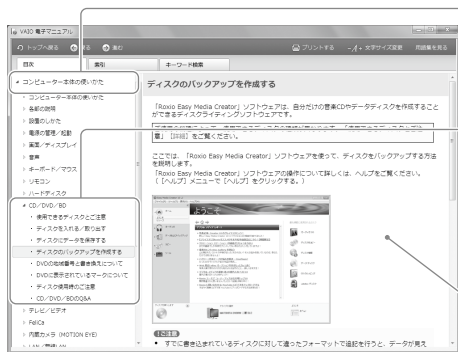 VAIO 電子マニュアル
トップへ戻る 戻る 進む プリントする -A+ 文字サイズ変更 用語集を見る
目次 索引 キーワード検索
コンピューター本体の使いかた
コンピューター本体の使いかた
各部の説明
設置のしかた
電源の管理／起動
画面／ディスプレイ
音声
キーボード／マウス
リモコン
ハードディスク
CD／DVD／BD
・使用できるディスクとご注意
・ディスクを入れる／取り出す
・ディスクにデータを保存する
・ディスクのバックアップを作成する
・DVDの地域番号と書き換えについて
・DVDに表示されているマークについて
・ディスク使用時のご注意
・CD／DVD／BDのQ&A
テレビ／ビデオ
FeliCa
内蔵カメラ（MOTION EYE）
ディスクのバックアップを作成する
「Roxio Easy Media Creator」ソフトウェアは、自分だけの音楽CDやデータディスクを作成すること
ができるディスクライティングソフトです。
意」［詳細］をご覧ください。
ここでは、「Roxio Easy Media Creator」ソフトウェアを使って、ディスクをバックアップする方法
を説明します。
「Roxio Easy Media Creator」ソフトウェアの操作について詳しくは、ヘルプをご覧ください。
（［ヘルプ］メニューで［ヘルプ］をクリックする。）
ようこそ
ご注意
すでに書き込まれているディスクに対して違ったフォーマットで追記を行うと、データが見え